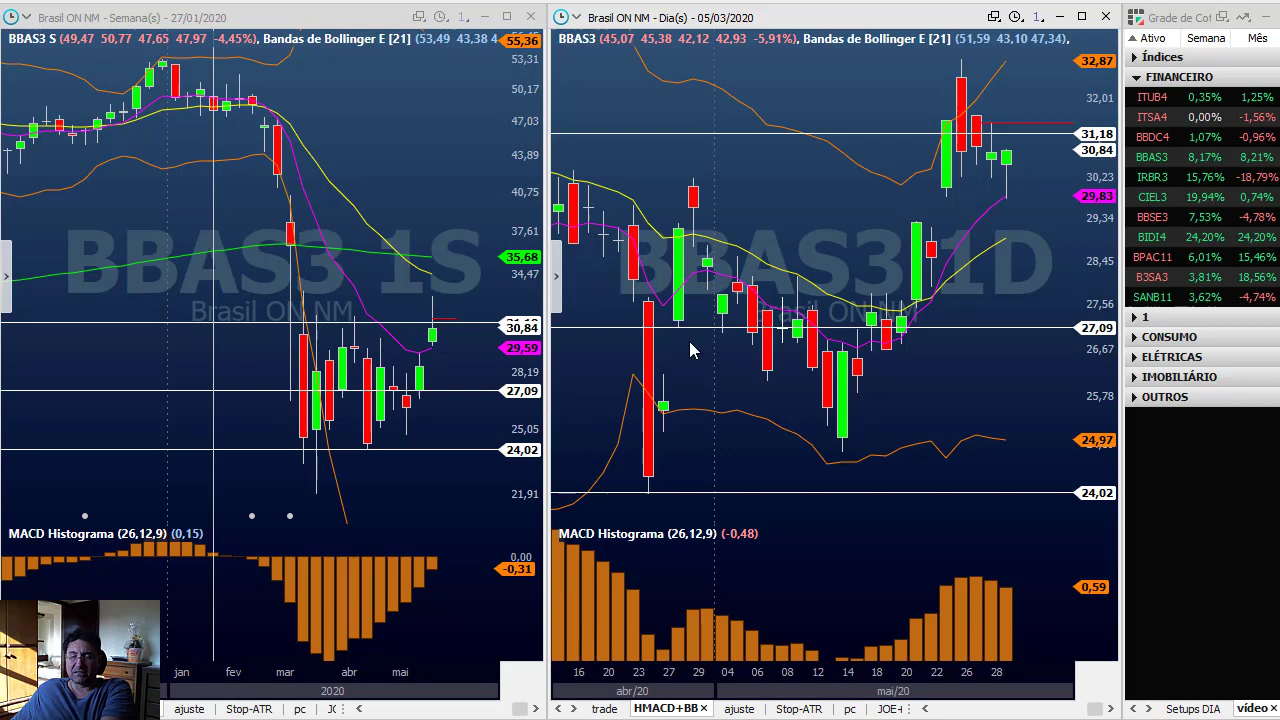 Brasil ON NM - Semana(s) - 27/01/2020
BBAS3 S (49,47 50,77 47,65 47,97 -4,45%), Bandas de Bollinger E [21] (53,49 43,38 4
55,36
53,31
50,17
47,03
43,89
40,75
37,61
35,68
34,47
30,84
29,59
28,19
27,09
25,05
24,02
21,91
BBAS3 1S
Brasil ON NM
MACD Histograma (26,12,9) (0,15)
0,00
-0,31
jan fev mar abr mai
2020
ajuste Stop-ATR pc
Brasil ON NM - Dia(s) - 05/03/2020
BBAS3 (45,07 45,38 42,12 42,93 -5,91%), Bandas de Bollinger E [21] (51,59 43,10 47,34),
32,87
32,01
31,18
30,84
30,23
29,83
29,34
28,45
27,56
27,09
26,67
25,78
24,97
24,02
BBAS3 1D
Brasil ON NM
MACD Histograma (26,12,9) (-0,48)
0,59
16 20 23 27 29 04 06 08 12 14 18 20 22 26 28
abr/20 mai/20
trade HMACD+BB ajuste Stop-ATR pc JOE+
Grade de Cot
Ativo Semana Mês
Índices
FINANCEIRO
ITUB4 0,35% 1,25%
ITSA4 0,00% -1,56%
BBDC4 1,07% -0,96%
BBAS3 8,17% 8,21%
IRBR3 15,76% -18,79%
CIEL3 19,94% 0,74%
BBSE3 7,53% -4,78%
BIDI4 24,20% 24,20%
BPAC11 6,01% 15,46%
B3SA3 3,81% 18,56%
SANB11 3,62% -4,74%
1
CONSUMO
ELÉTRICAS
IMOBILIÁRIO
OUTROS
Setups DIA vídeo